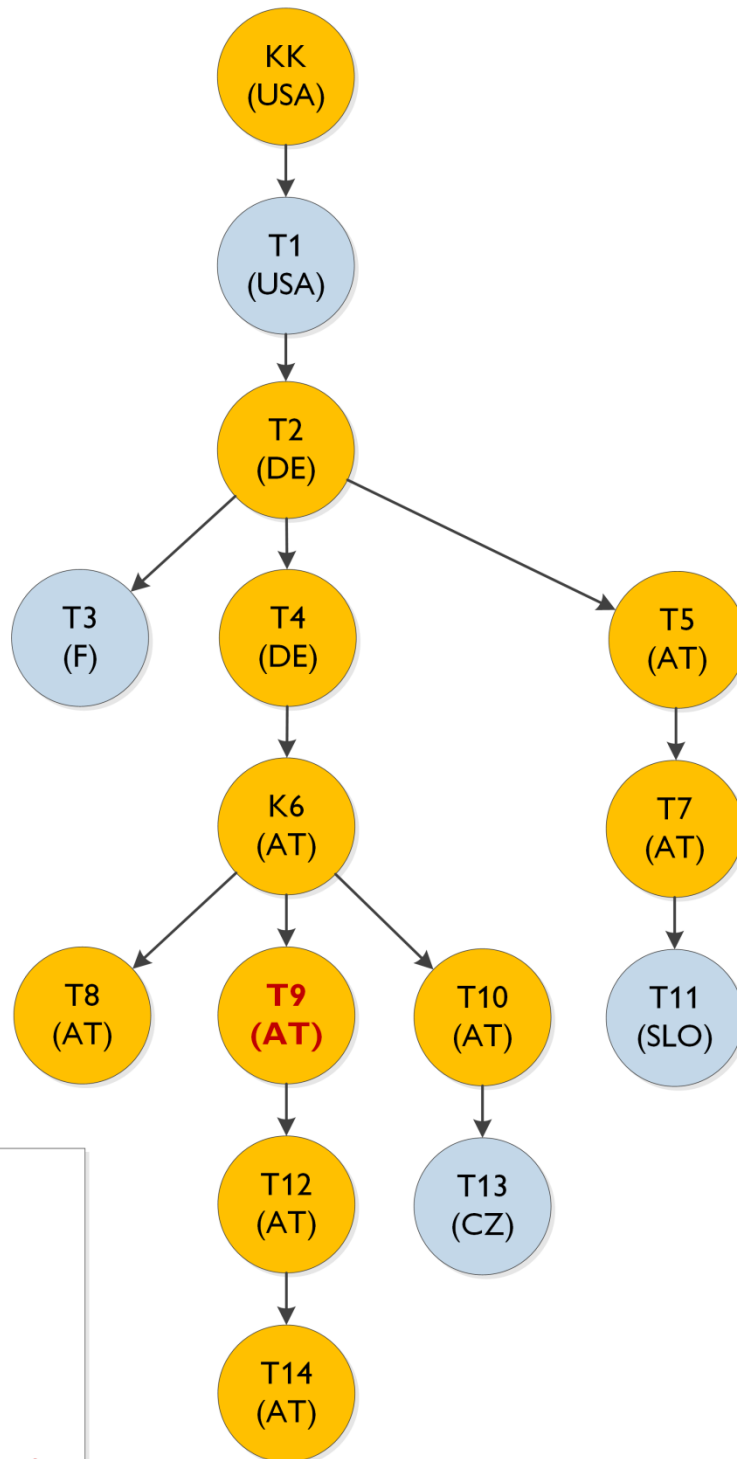 KK
(USA)
T1
(USA)
T2
(DE)
T3
(F)
T4
(DE)
T5
(AT)
K6
(AT)
T7
(AT)
T8
(AT)
T9
(AT)
T10
(AT)
T11
(SLO)
T12
(AT)
T13
(CZ)
T14
(AT)